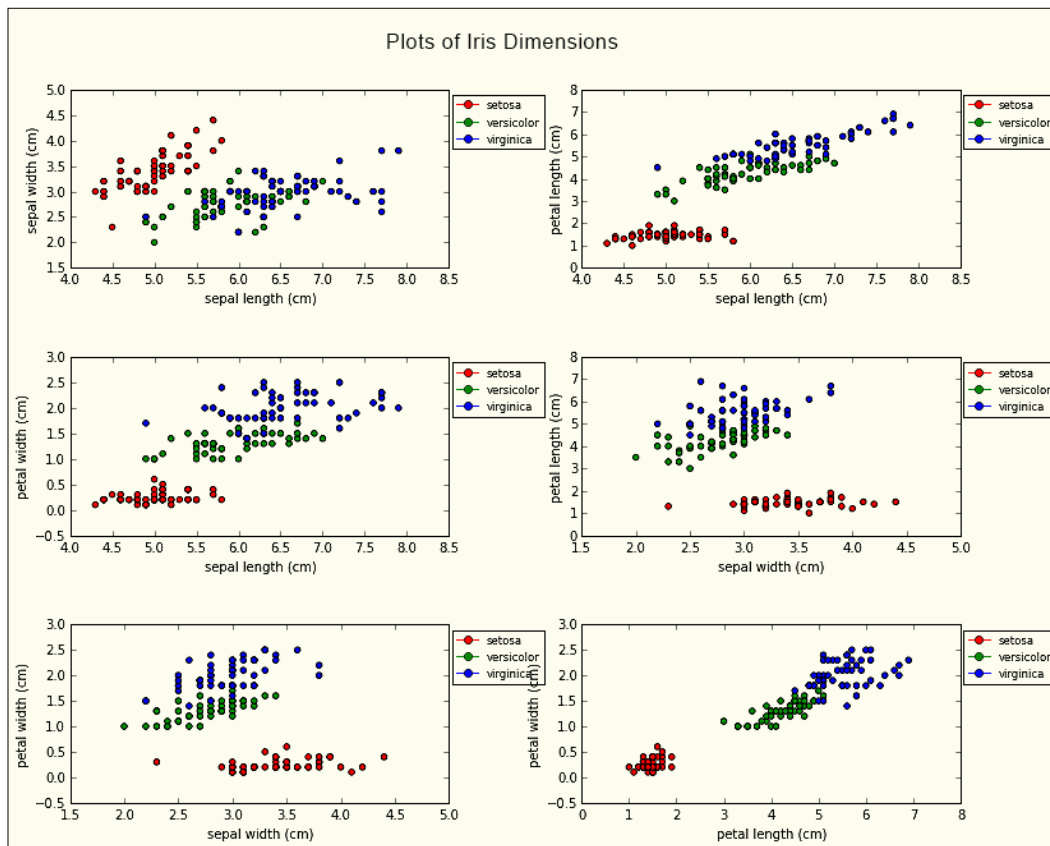 Plots of Iris Dimensions
5.0
4.5
4.0
3.5
3.0
2.5
2.0
1.5
sepal width (cm)
4.0 4.5 5.0 5.5 6.0 6.5 7.0 7.5 8.0 8.5
sepal length (cm)
setosa
versicolor
virginica
8
7
6
5
4
3
2
1
0
petal length (cm)
4.0 4.5 5.0 5.5 6.0 6.5 7.0 7.5 8.0 8.5
sepal length (cm)
setosa
versicolor
virginica
3.0
2.5
2.0
1.5
1.0
0.5
0.0
−0.5
petal width (cm)
4.0 4.5 5.0 5.5 6.0 6.5 7.0 7.5 8.0 8.5
sepal length (cm)
setosa
versicolor
virginica
8
7
6
5
4
3
2
1
0
petal length (cm)
1.5 2.0 2.5 3.0 3.5 4.0 4.5 5.0
sepal width (cm)
setosa
versicolor
virginica
3.0
2.5
2.0
1.5
1.0
0.5
0.0
−0.5
petal width (cm)
1.5 2.0 2.5 3.0 3.5 4.0 4.5 5.0
sepal width (cm)
setosa
versicolor
virginica
3.0
2.5
2.0
1.5
1.0
0.5
0.0
−0.5
petal width (cm)
0 1 2 3 4 5 6 7 8
petal length (cm)
setosa
versicolor
virginica